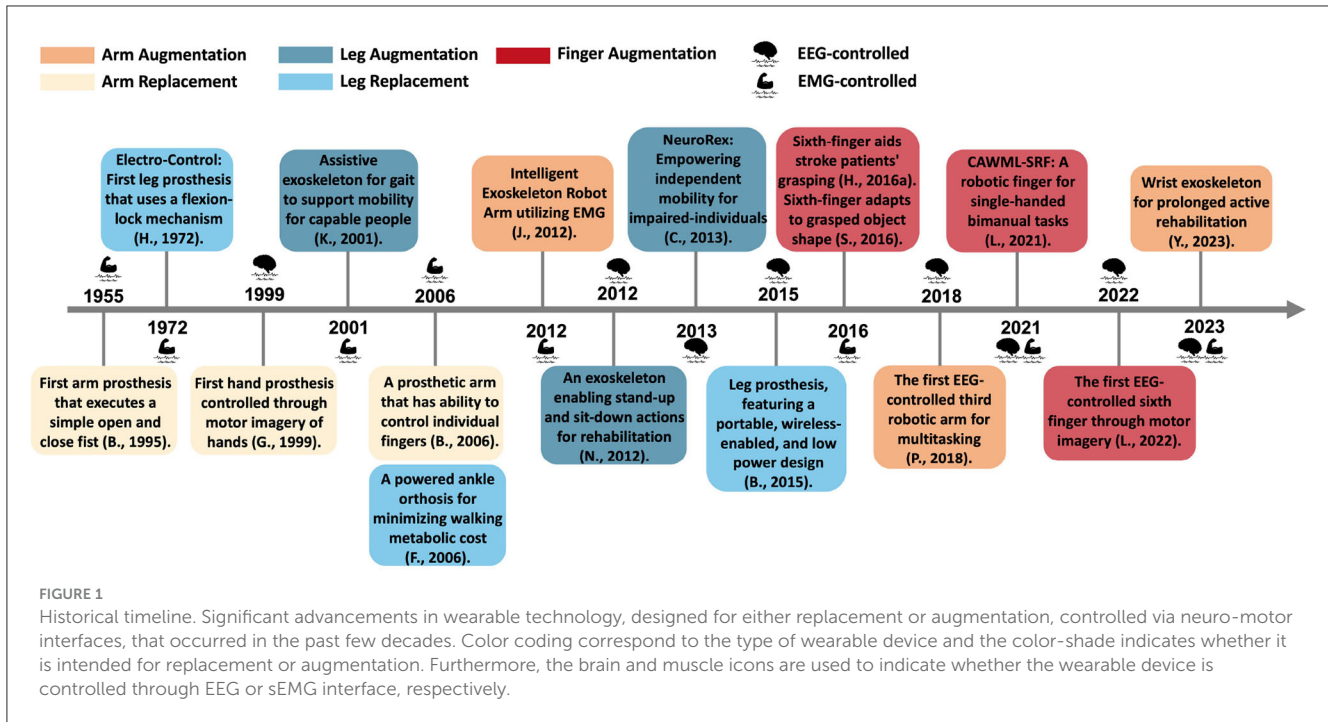 Arm Augmentation
Leg Augmentation
Finger Augmentation
EEG-controlled
Arm Replacement
Leg Replacement
EMG-controlled
Electro-Control:
First leg prosthesis
that uses a flexion-
lock mechanism
(H., 1972).
Assistive
exoskeleton for gait
to support mobility
for capable people
(K., 2001).
Intelligent
Exoskeleton Robot
Arm utilizing EMG
(J., 2012).
NeuroRex:
Empowering
independent
mobility for
impaired-individuals
(C., 2013).
Sixth-finger aids
stroke patients'
grasping (H., 2016a).
Sixth-finger adapts
to grasped object
shape (S., 2016).
CAWML-SRF: A
robotic finger for
single-handed
bimanual tasks
(L., 2021).
Wrist exoskeleton
for prolonged active
rehabilitation
(Y., 2023).
1955
1999
2006
2012
2015
2018
2022
1972
2001
2012
2013
2016
2021
2023
First arm prosthesis
that executes a
simple open and
close fist (B., 1995).
First hand prosthesis
controlled through
motor imagery of
hands (G., 1999).
A prosthetic arm
that has ability to
control individual
fingers (B., 2006).
A powered ankle
orthosis for
minimizing walking
metabolic cost
(F., 2006).
An exoskeleton
enabling stand-up
and sit-down actions
for rehabilitation
(N., 2012).
Leg prosthesis,
featuring a
portable, wireless-
enabled, and low
power design
(B., 2015).
The first EEG-
controlled third
robotic arm for
multitasking
(P., 2018).
The first EEG-
controlled sixth
finger through motor
imagery (L., 2022).
FIGURE 1
Historical timeline. Significant advancements in wearable technology, designed for either replacement or augmentation, controlled via neuro-motor
interfaces, that occurred in the past few decades. Color coding correspond to the type of wearable device and the color-shade indicates whether it
is intended for replacement or augmentation. Furthermore, the brain and muscle icons are used to indicate whether the wearable device is
controlled through EEG or sEMG interface, respectively.